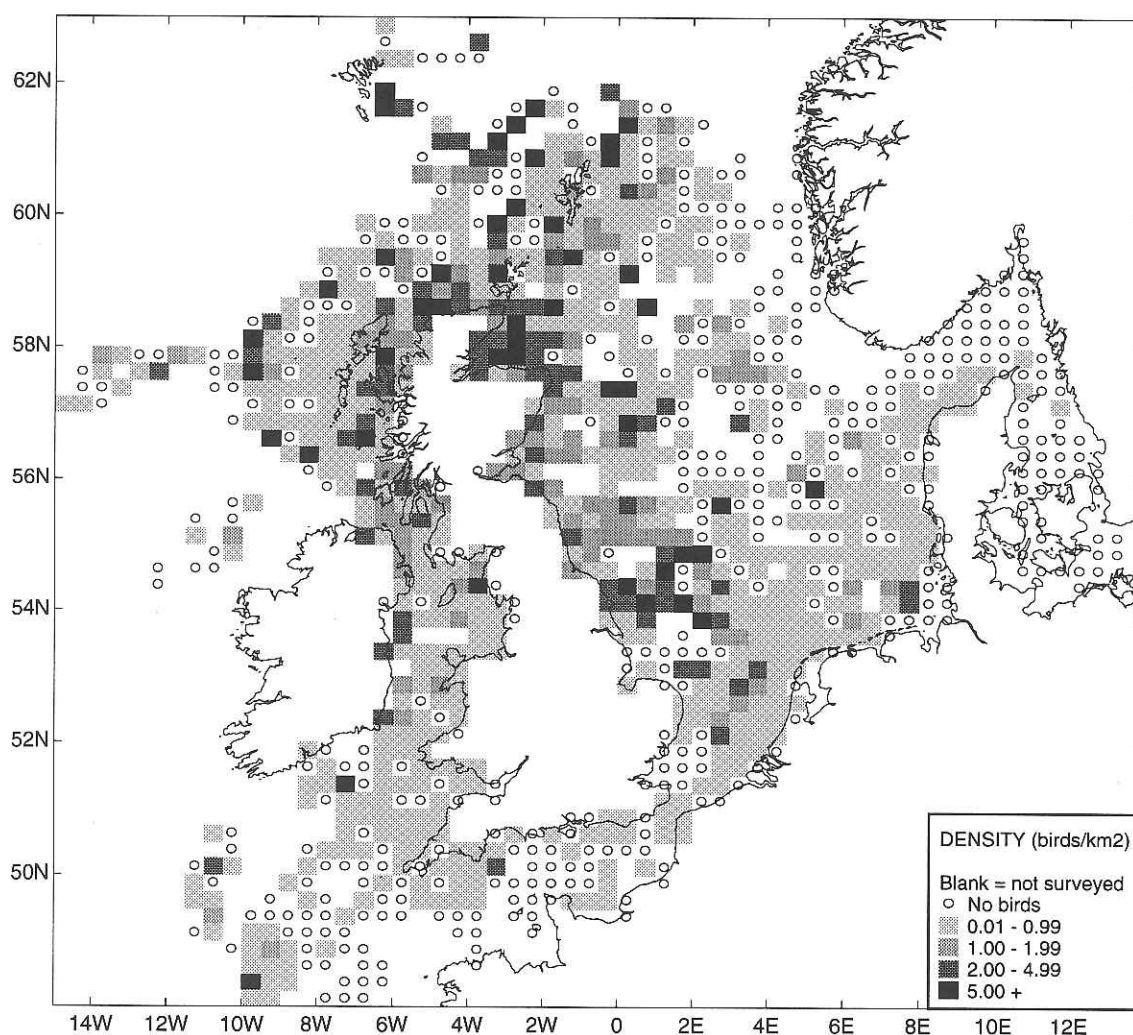 62N
60N
58N
56N
54N
52N
50N
DENSITY (birds/km2)
Blank = not surveyed
No birds
0.01 - 0.99
1.00 - 1.99
2.00 - 4.99
5.00 +
14W 12W 10W 8W 6W 4W 2W 0 2E 4E 6E 8E 10E 12E